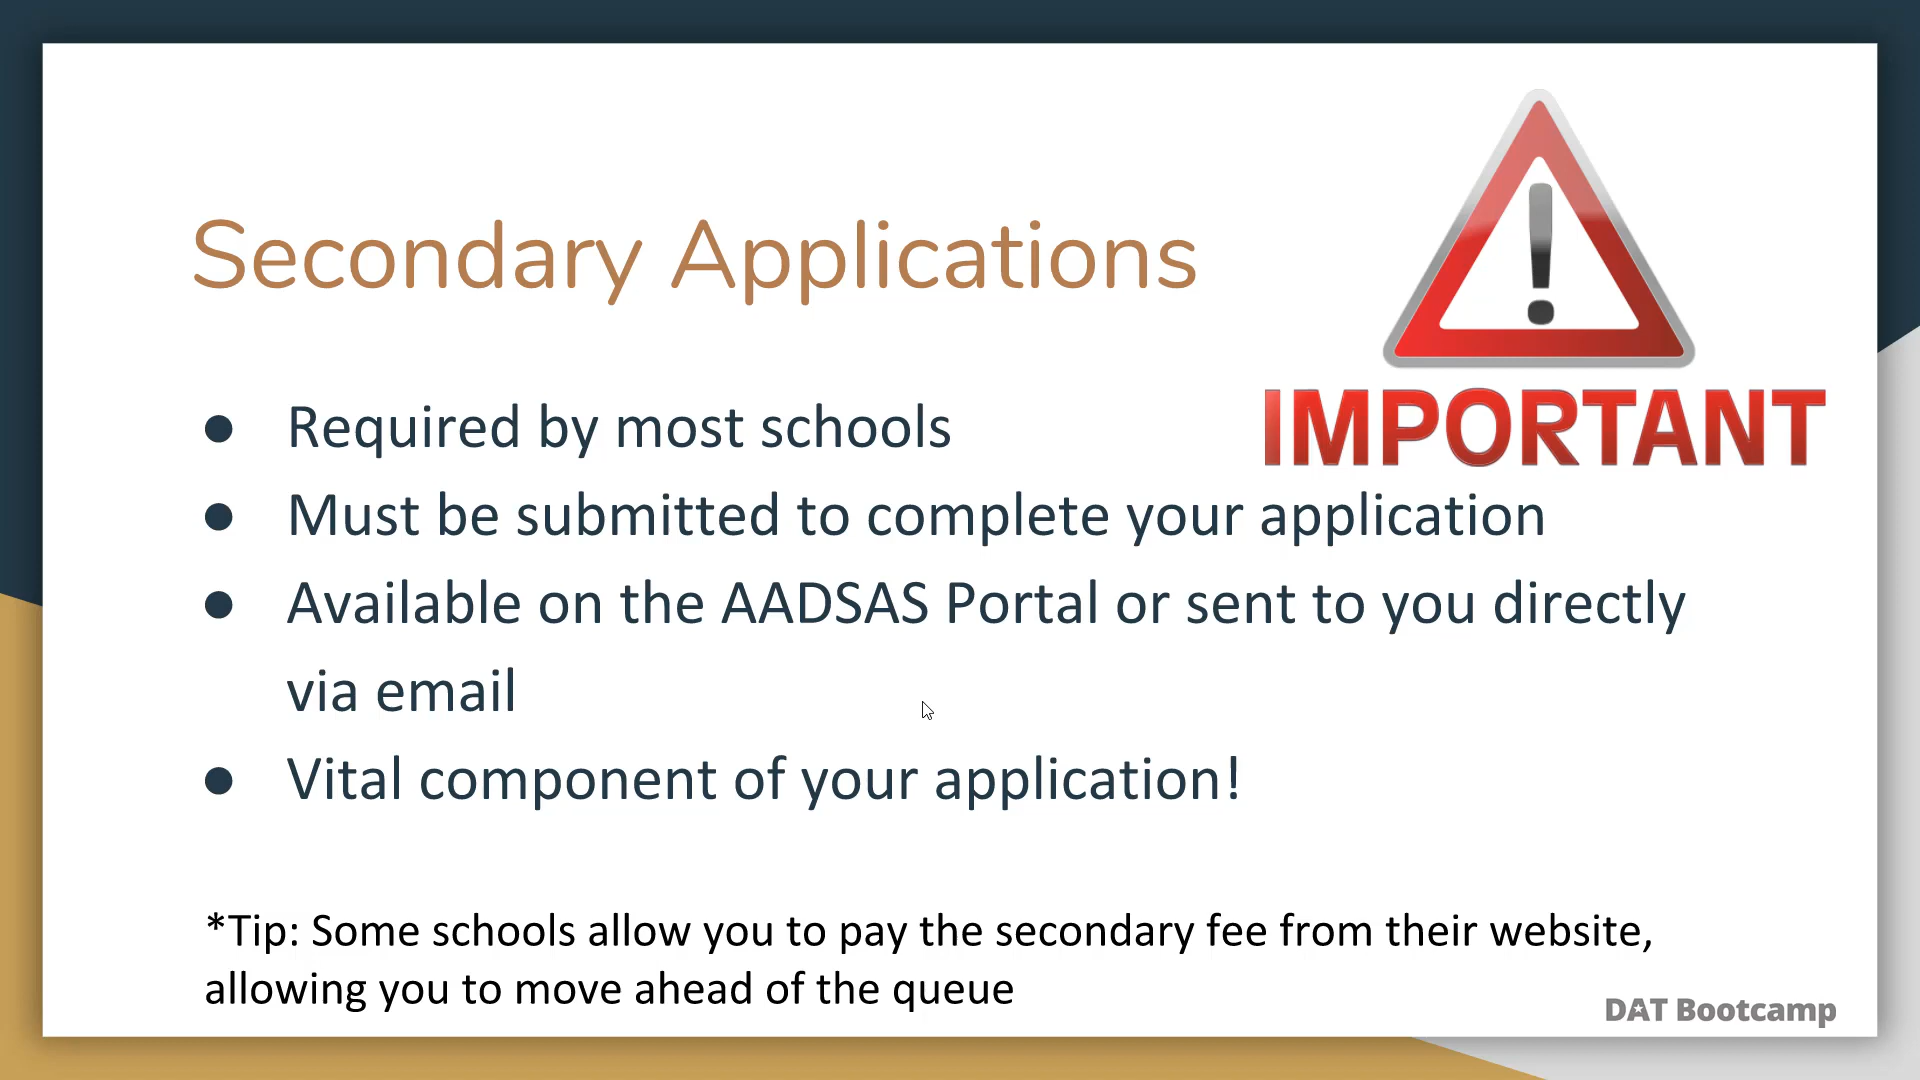 Secondary Applications
IMPORTANT
● Required by most schools
● Must be submitted to complete your application
● Available on the AADSAS Portal or sent to you directly
via email
● Vital component of your application!
*Tip: Some schools allow you to pay the secondary fee from their website,
allowing you to move ahead of the queue
DAT Bootcamp